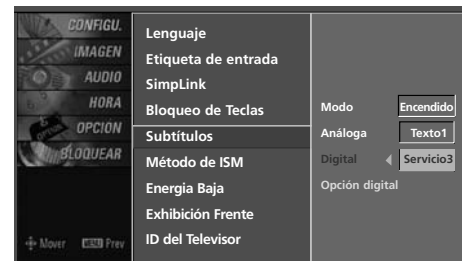 CONFIGU.
IMAGEN
AUDIO
HORA
OPCION
BLOQUEAR
Mover MENU Prev
Lenguaje
Etiqueta de entrada
SimpLink
Bloqueo de Teclas
Subtítulos
Método de ISM
Energia Baja
Exhibición Frente
ID del Televisor
Modo Encendido
Análoga Texto1
Digital Servicio3
Opción digital